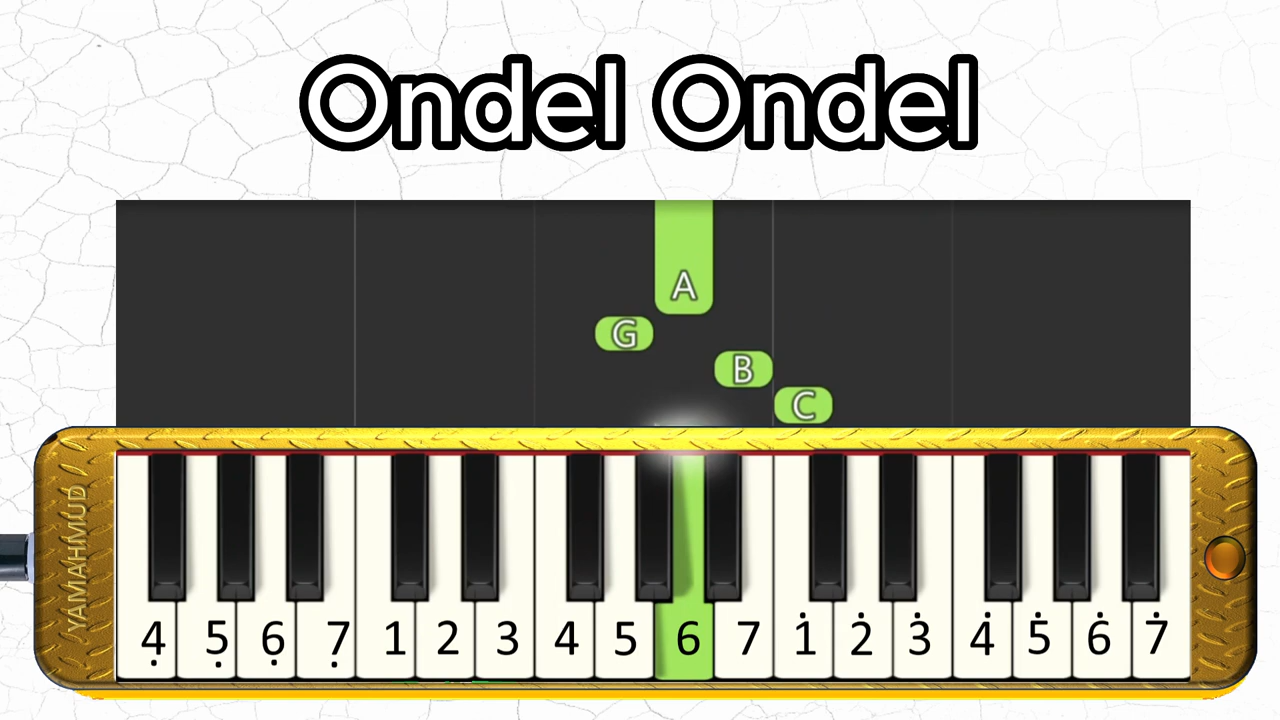 Ondel Ondel
A
G
B
C
YAMAHMUD
4̣ 5̣ 6̣ 7̣ 1 2 3 4 5 6 7 1̇ 2̇ 3̇ 4̇ 5̇ 6̇ 7̇